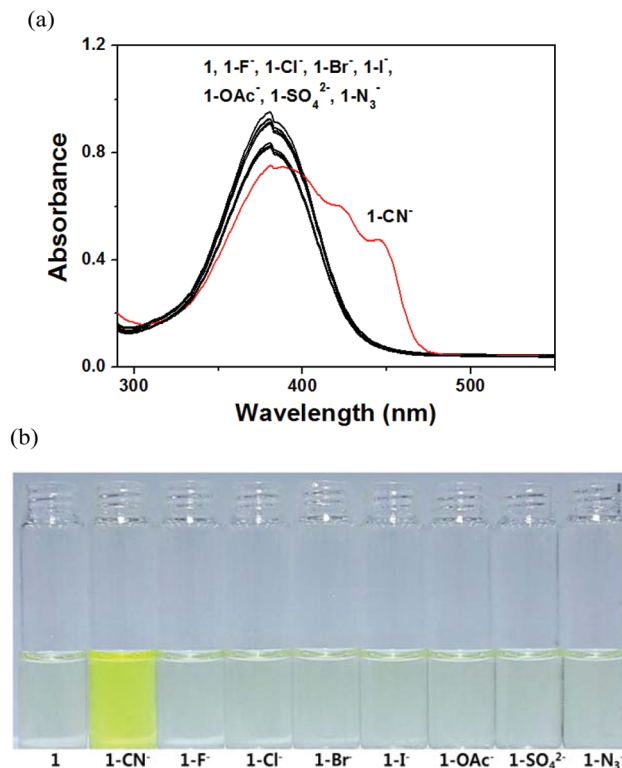 (a)
1.2
1, 1-F⁻, 1-Cl⁻, 1-Br⁻, 1-I⁻,
1-OAc⁻, 1-SO₄²⁻, 1-N₃⁻
0.8
1-CN⁻
Absorbance
0.4
0.0
300 400 500
Wavelength (nm)
(b)
1 1-CN⁻ 1-F⁻ 1-Cl⁻ 1-Br⁻ 1-I⁻ 1-OAc⁻ 1-SO₄²⁻ 1-N₃⁻